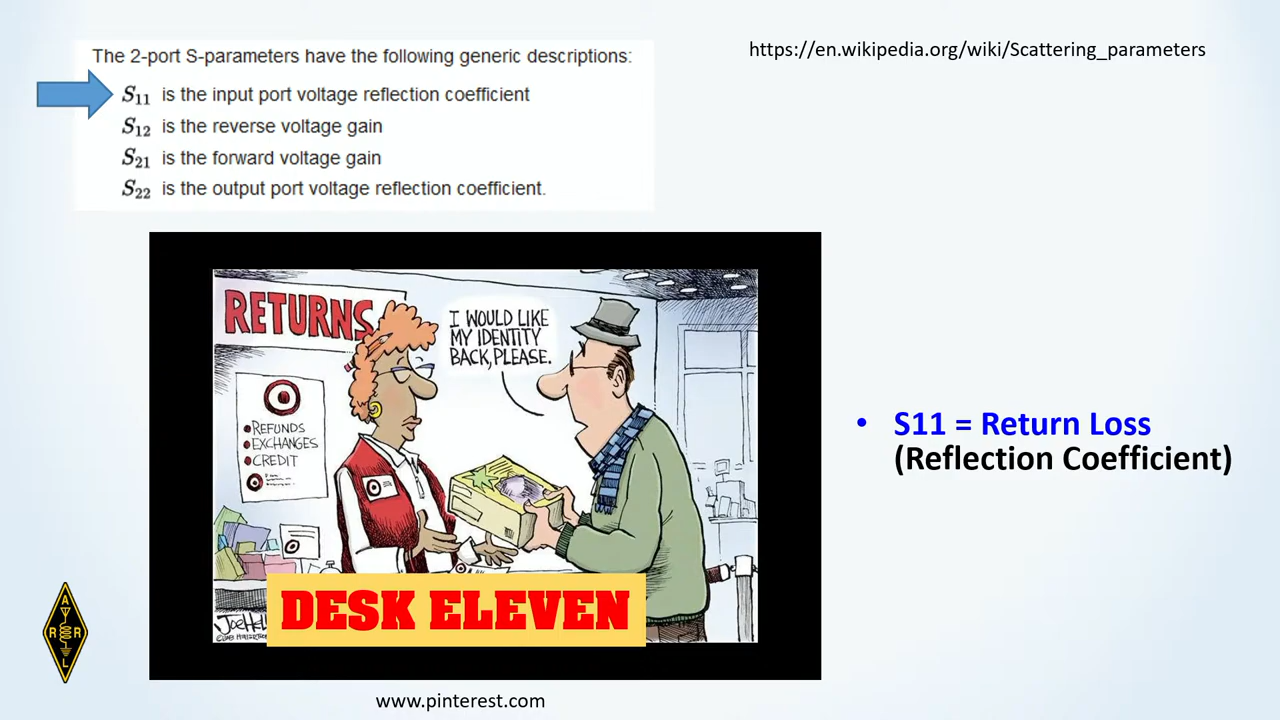 https://en.wikipedia.org/wiki/Scattering_parameters
The 2-port S-parameters have the following generic descriptions:
S11 is the input port voltage reflection coefficient
S12 is the reverse voltage gain
S21 is the forward voltage gain
S22 is the output port voltage reflection coefficient.
RETURNS
I WOULD LIKE
MY IDENTITY
BACK, PLEASE.
REFUNDS
EXCHANGES
CREDIT
• S11 = Return Loss
(Reflection Coefficient)
DESK ELEVEN
A
R R
L
www.pinterest.com